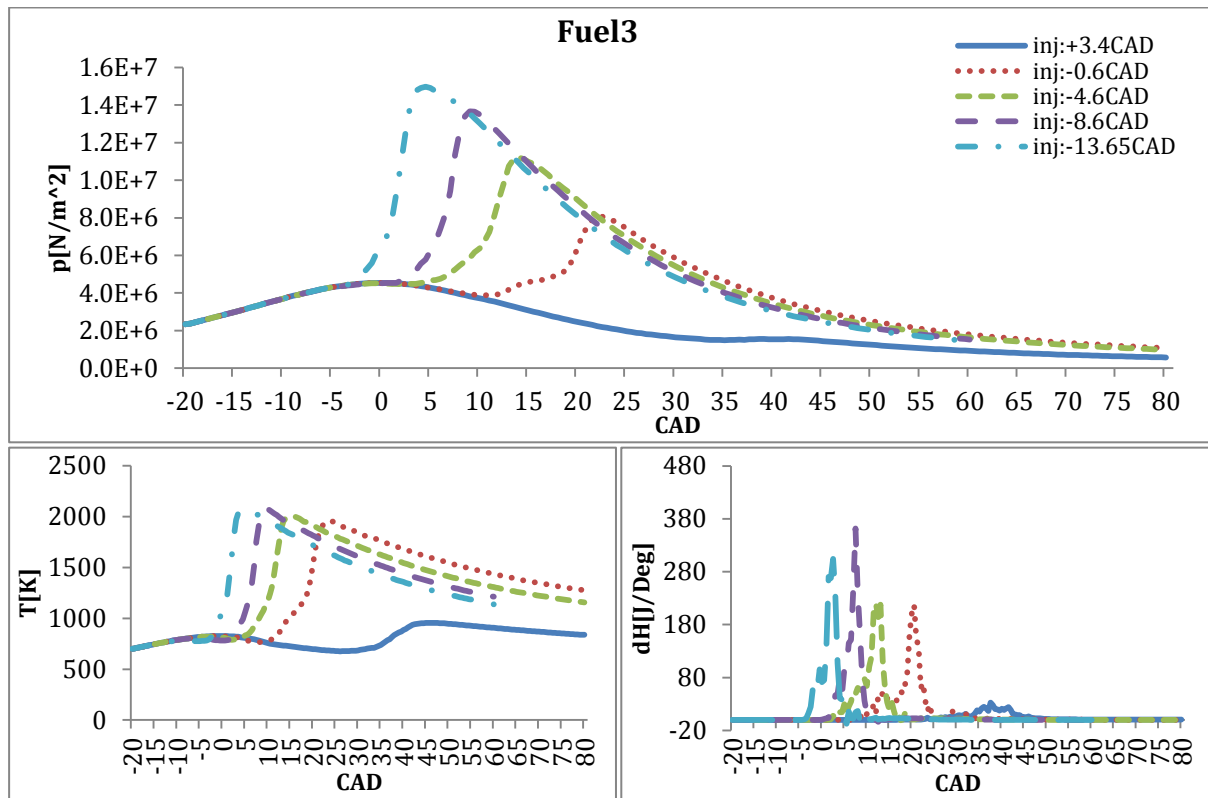 Fuel3
inj:+3.4CAD
inj:-0.6CAD
inj:-4.6CAD
inj:-8.6CAD
inj:-13.65CAD
p[N/m^2]
1.6E+7
1.4E+7
1.2E+7
1.0E+7
8.0E+6
6.0E+6
4.0E+6
2.0E+6
0.0E+0
-20 -15 -10 -5 0 5 10 15 20 25 30 35 40 45 50 55 60 65 70 75 80
CAD
T[K]
2500
2000
1500
1000
500
0
-20 -15 -10 -5 0 5 10 15 20 25 30 35 40 45 50 55 60 65 70 75 80
CAD
dH[J/Deg]
480
380
280
180
80
-20
-20 -15 -10 -5 0 5 10 15 20 25 30 35 40 45 50 55 60 65 70 75 80
CAD